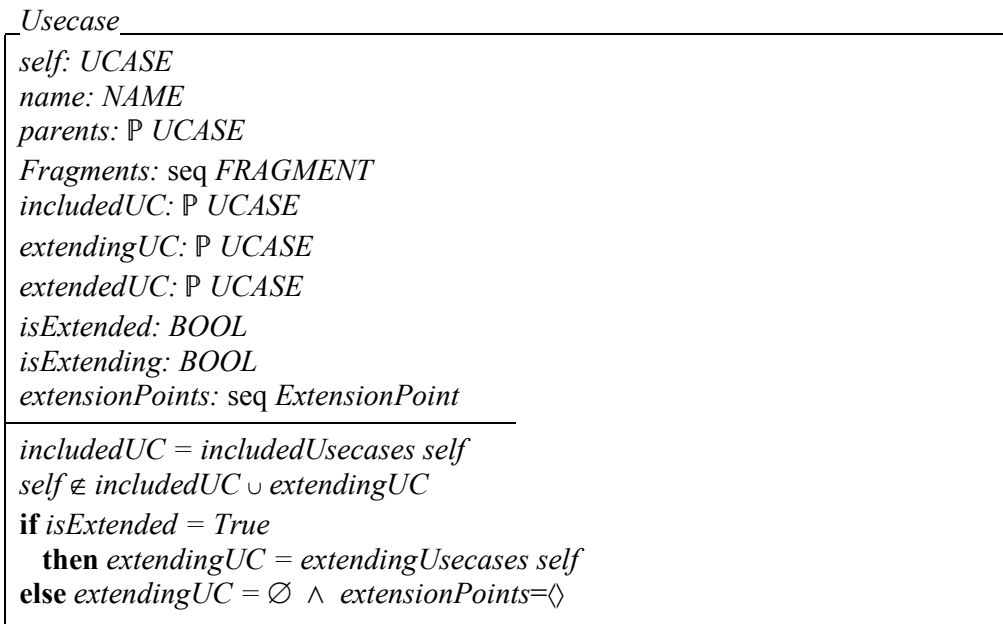 Usecase
self: UCASE
name: NAME
parents: ℙ UCASE
Fragments: seq FRAGMENT
includedUC: ℙ UCASE
extendingUC: ℙ UCASE
extendedUC: ℙ UCASE
isExtended: BOOL
isExtending: BOOL
extensionPoints: seq ExtensionPoint
includedUC = includedUsecases self
self ∉ includedUC ∪ extendingUC
if isExtended = True
then extendingUC = extendingUsecases self
else extendingUC = ∅ ∧ extensionPoints=⟨⟩